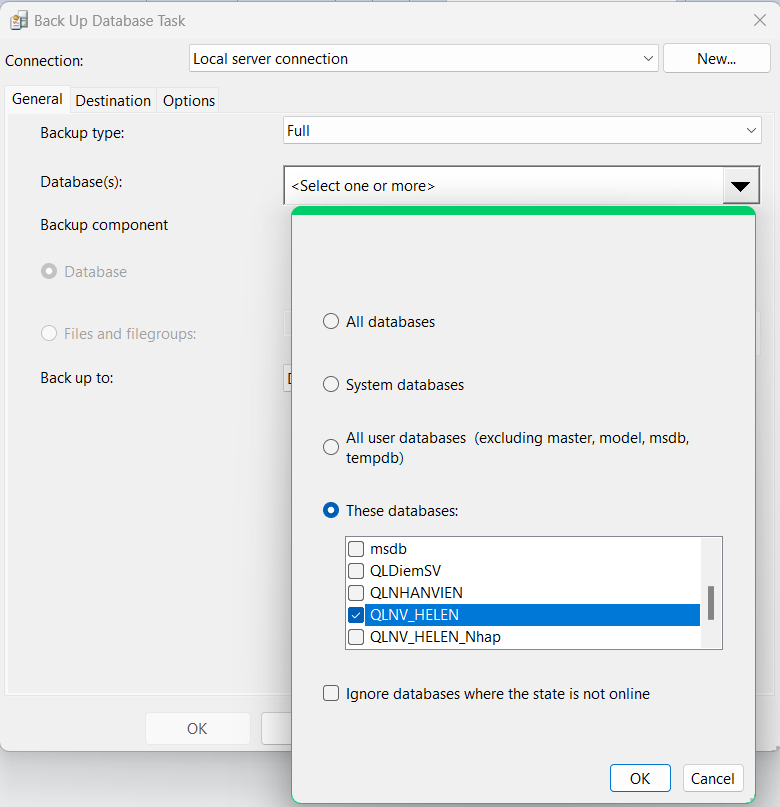 Back Up Database Task
Connection:
Local server connection
New...
General
Destination
Options
Backup type:
Full
Database(s):
<Select one or more>
Backup component
Database
Files and filegroups:
Back up to:
All databases
System databases
All user databases (excluding master, model, msdb,
tempdb)
These databases:
msdb
QLDiemSV
QLNHANVIEN
QLNV_HELEN
QLNV_HELEN_Nhap
Ignore databases where the state is not online
OK
OK
Cancel